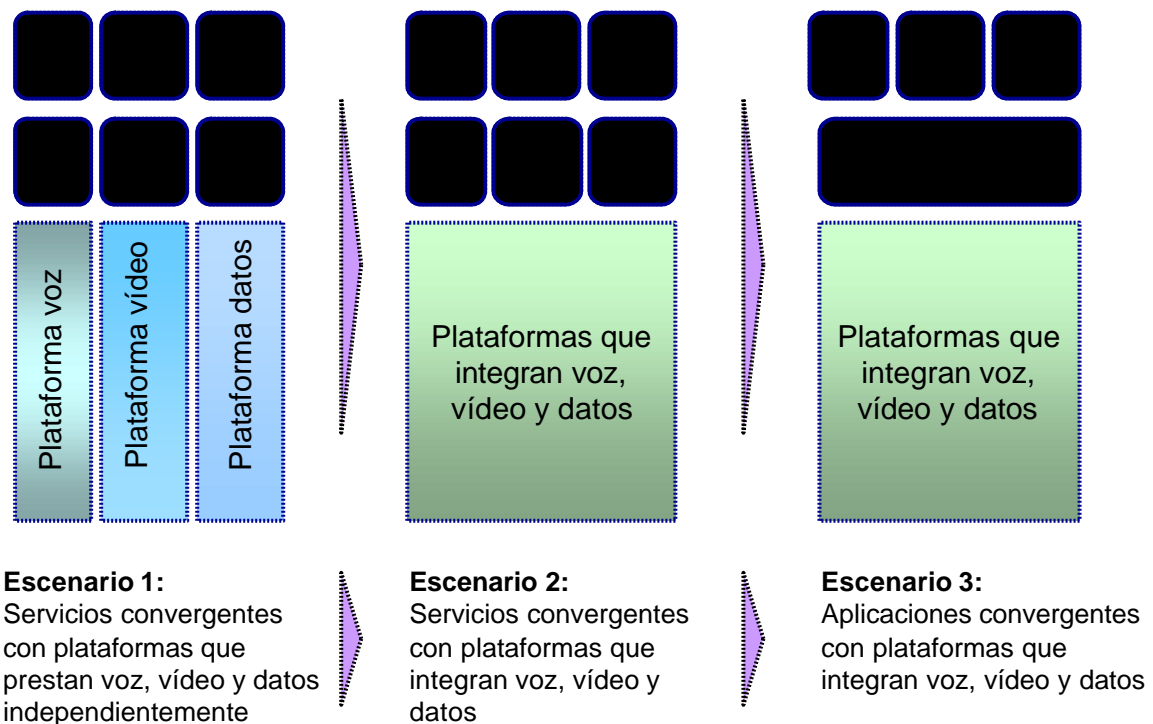 Plataforma voz
Plataforma vídeo
Plataforma datos
Plataformas que
integran voz,
vídeo y datos
Plataformas que
integran voz,
vídeo y datos
Escenario 1:
Servicios convergentes
con plataformas que
prestan voz, vídeo y datos
independientemente
Escenario 2:
Servicios convergentes
con plataformas que
integran voz, vídeo y
datos
Escenario 3:
Aplicaciones convergentes
con plataformas que
integran voz, vídeo y datos